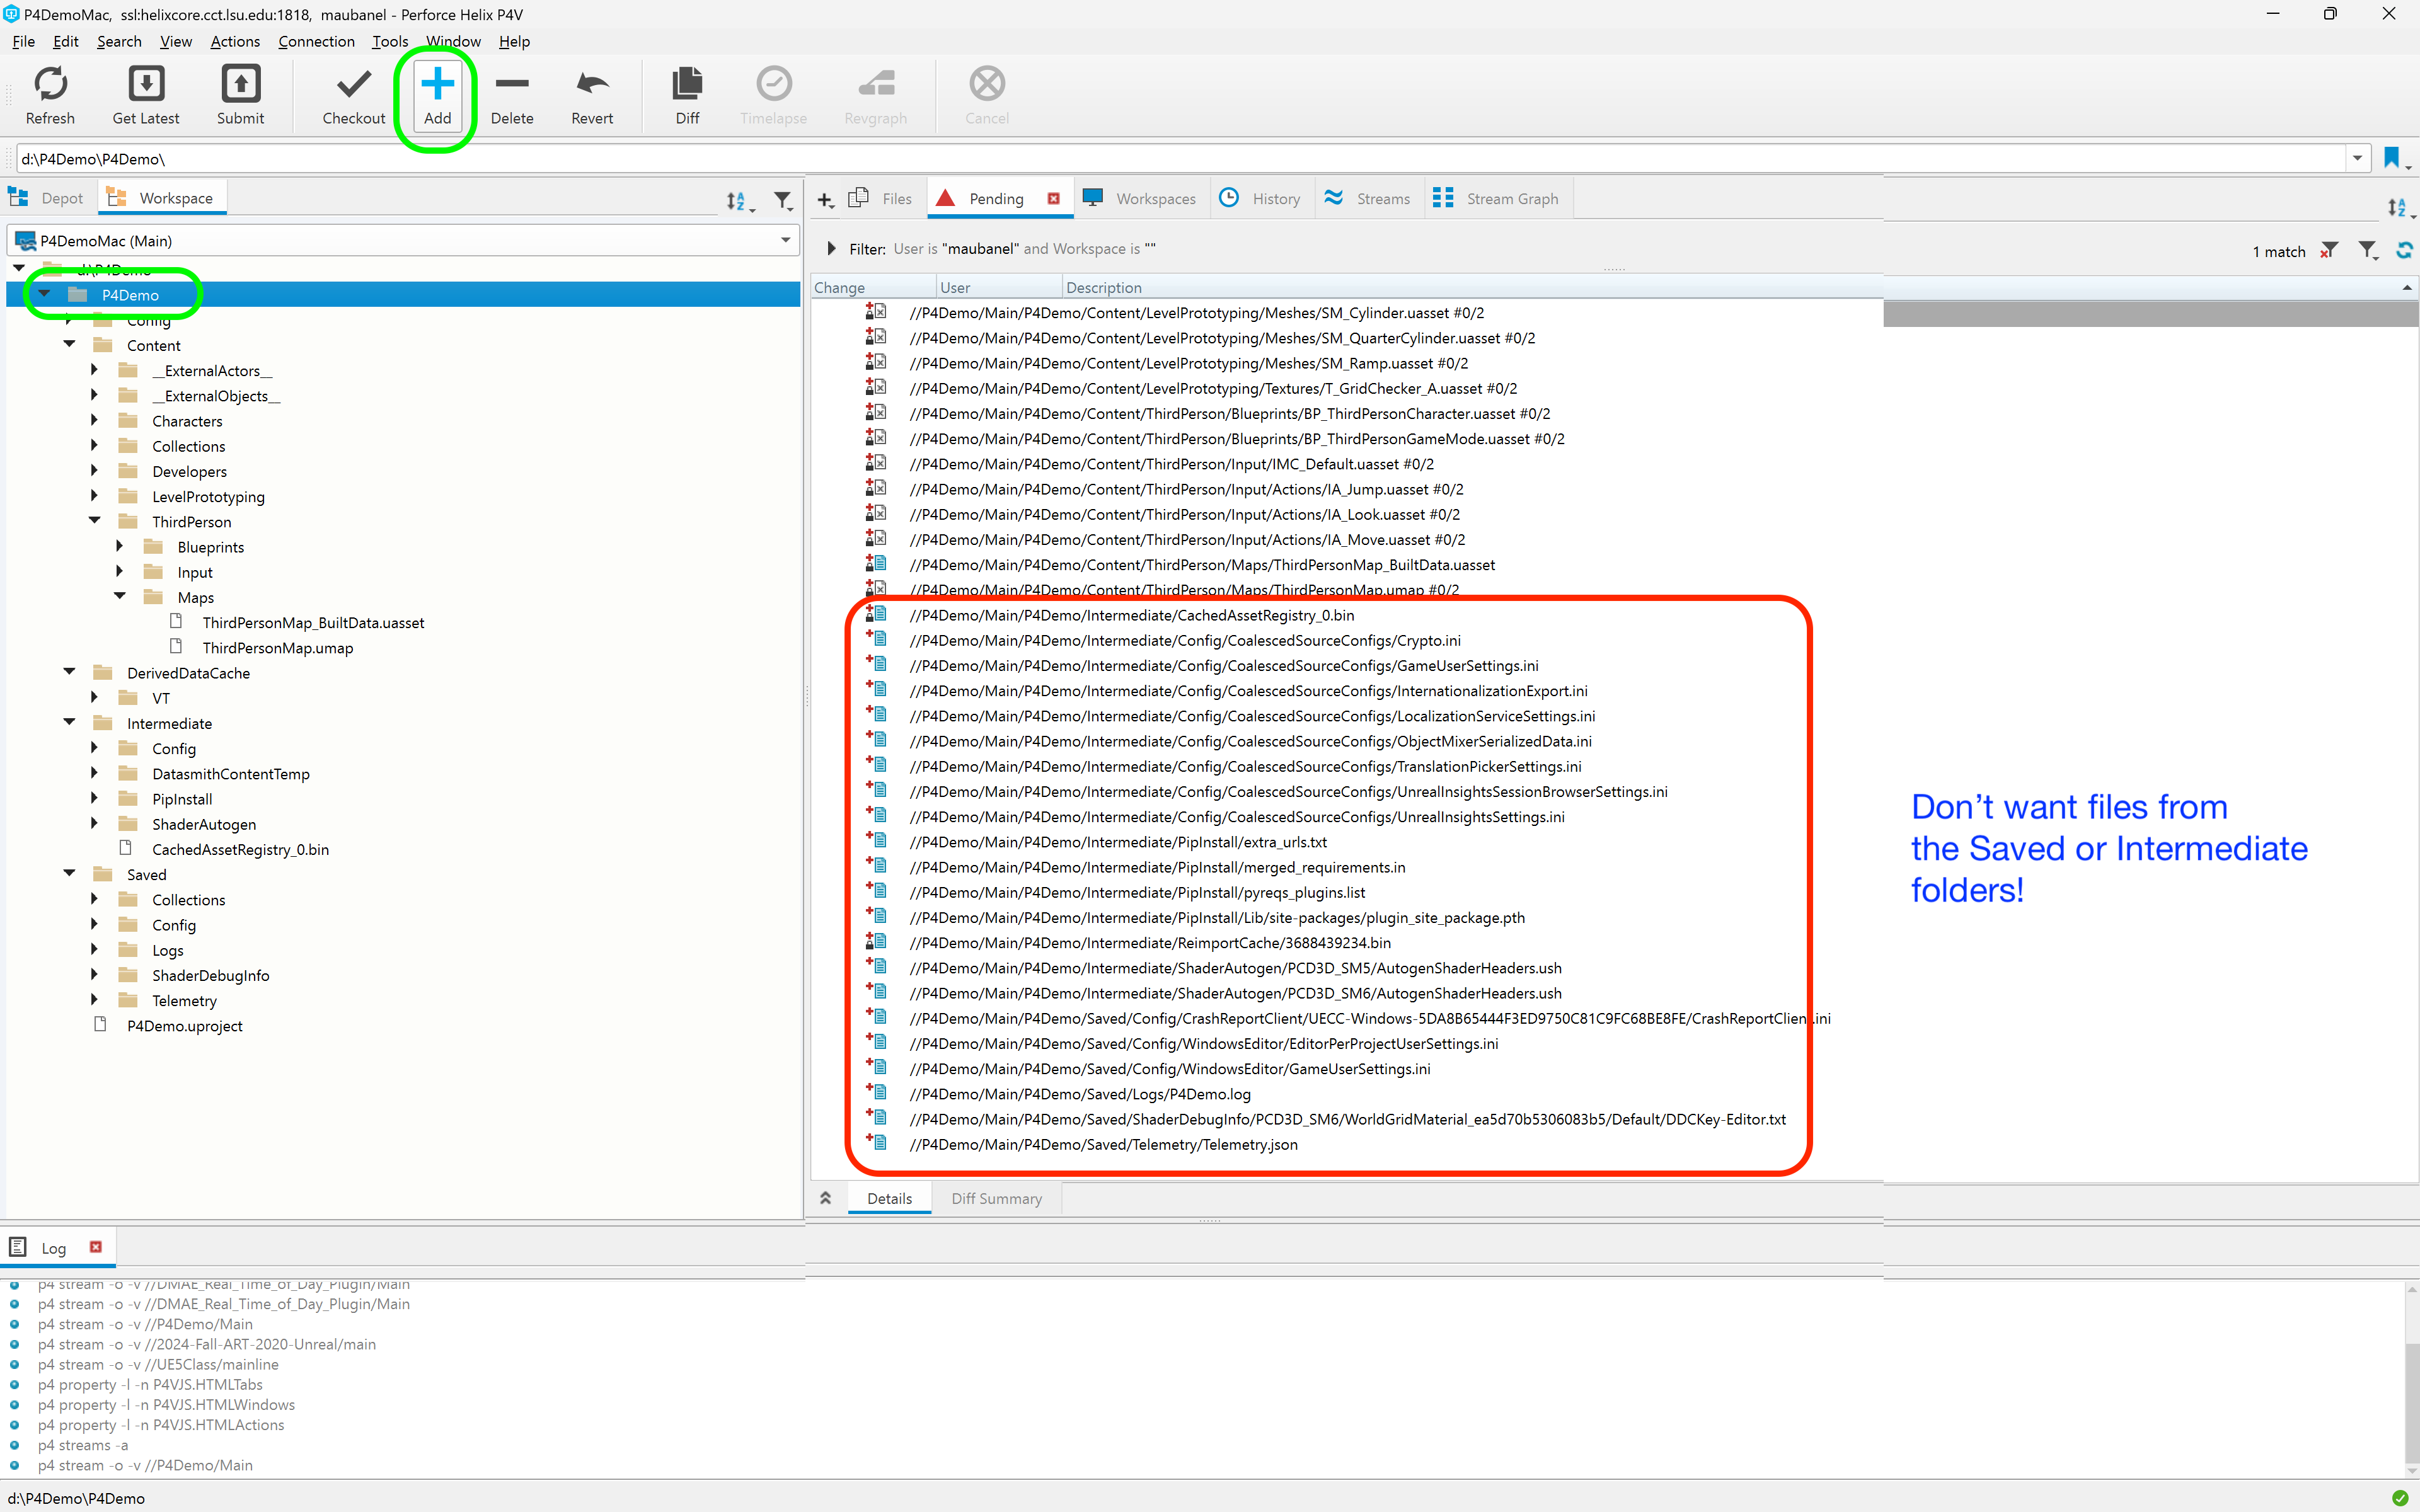 P4DemoMac, ssl:helixcore.cct.lsu.edu:1818, maubanel - Perforce Helix P4V
File Edit Search View Actions Connection Tools Window Help
Refresh Get Latest Submit Checkout Add Delete Revert Diff Timelapse Revgraph Cancel
d:\P4Demo\P4Demo\
Depot Workspace
P4DemoMac (Main)
d:\P4Demo
P4Demo
Config
Content
__ExternalActors__
__ExternalObjects__
Characters
Collections
Developers
LevelPrototyping
ThirdPerson
Blueprints
Input
Maps
ThirdPersonMap_BuiltData.uasset
ThirdPersonMap.umap
DerivedDataCache
VT
Intermediate
Config
DatasmithContentTemp
PipInstall
ShaderAutogen
CachedAssetRegistry_0.bin
Saved
Collections
Config
Logs
ShaderDebugInfo
Telemetry
P4Demo.uproject
Files Pending Workspaces History Streams Stream Graph
Filter: User is "maubanel" and Workspace is ""
1 match
Change User Description
//P4Demo/Main/P4Demo/Content/LevelPrototyping/Meshes/SM_Cylinder.uasset #0/2
//P4Demo/Main/P4Demo/Content/LevelPrototyping/Meshes/SM_QuarterCylinder.uasset #0/2
//P4Demo/Main/P4Demo/Content/LevelPrototyping/Meshes/SM_Ramp.uasset #0/2
//P4Demo/Main/P4Demo/Content/LevelPrototyping/Textures/T_GridChecker_A.uasset #0/2
//P4Demo/Main/P4Demo/Content/ThirdPerson/Blueprints/BP_ThirdPersonCharacter.uasset #0/2
//P4Demo/Main/P4Demo/Content/ThirdPerson/Blueprints/BP_ThirdPersonGameMode.uasset #0/2
//P4Demo/Main/P4Demo/Content/ThirdPerson/Input/IMC_Default.uasset #0/2
//P4Demo/Main/P4Demo/Content/ThirdPerson/Input/Actions/IA_Jump.uasset #0/2
//P4Demo/Main/P4Demo/Content/ThirdPerson/Input/Actions/IA_Look.uasset #0/2
//P4Demo/Main/P4Demo/Content/ThirdPerson/Input/Actions/IA_Move.uasset #0/2
//P4Demo/Main/P4Demo/Content/ThirdPerson/Maps/ThirdPersonMap_BuiltData.uasset
//P4Demo/Main/P4Demo/Content/ThirdPerson/Maps/ThirdPersonMap.umap #0/2
//P4Demo/Main/P4Demo/Intermediate/CachedAssetRegistry_0.bin
//P4Demo/Main/P4Demo/Intermediate/Config/CoalescedSourceConfigs/Crypto.ini
//P4Demo/Main/P4Demo/Intermediate/Config/CoalescedSourceConfigs/GameUserSettings.ini
//P4Demo/Main/P4Demo/Intermediate/Config/CoalescedSourceConfigs/InternationalizationExport.ini
//P4Demo/Main/P4Demo/Intermediate/Config/CoalescedSourceConfigs/LocalizationServiceSettings.ini
//P4Demo/Main/P4Demo/Intermediate/Config/CoalescedSourceConfigs/ObjectMixerSerializedData.ini
//P4Demo/Main/P4Demo/Intermediate/Config/CoalescedSourceConfigs/TranslationPickerSettings.ini
//P4Demo/Main/P4Demo/Intermediate/Config/CoalescedSourceConfigs/UnrealInsightsSessionBrowserSettings.ini
//P4Demo/Main/P4Demo/Intermediate/Config/CoalescedSourceConfigs/UnrealInsightsSettings.ini
//P4Demo/Main/P4Demo/Intermediate/PipInstall/extra_urls.txt
//P4Demo/Main/P4Demo/Intermediate/PipInstall/merged_requirements.in
//P4Demo/Main/P4Demo/Intermediate/PipInstall/pyreqs_plugins.list
//P4Demo/Main/P4Demo/Intermediate/PipInstall/Lib/site-packages/plugin_site_package.pth
//P4Demo/Main/P4Demo/Intermediate/ReimportCache/3688439234.bin
//P4Demo/Main/P4Demo/Intermediate/ShaderAutogen/PCD3D_SM5/AutogenShaderHeaders.ush
//P4Demo/Main/P4Demo/Intermediate/ShaderAutogen/PCD3D_SM6/AutogenShaderHeaders.ush
//P4Demo/Main/P4Demo/Saved/Config/CrashReportClient/UECC-Windows-5DA8B65444F3ED9750C81C9FC68BE8FE/CrashReportClient.ini
//P4Demo/Main/P4Demo/Saved/Config/WindowsEditor/EditorPerProjectUserSettings.ini
//P4Demo/Main/P4Demo/Saved/Config/WindowsEditor/GameUserSettings.ini
//P4Demo/Main/P4Demo/Saved/Logs/P4Demo.log
//P4Demo/Main/P4Demo/Saved/ShaderDebugInfo/PCD3D_SM6/WorldGridMaterial_ea5d70b5306083b5/Default/DDCKey-Editor.txt
//P4Demo/Main/P4Demo/Saved/Telemetry/Telemetry.json
Don't want files from
the Saved or Intermediate
folders!
Details Diff Summary
Log
p4 stream -o -v //DMAE_Real_Time_of_Day_Plugin/Main
p4 stream -o -v //DMAE_Real_Time_of_Day_Plugin/Main
p4 stream -o -v //P4Demo/Main
p4 stream -o -v //2024-Fall-ART-2020-Unreal/main
p4 stream -o -v //UE5Class/mainline
p4 property -l -n P4VJS.HTMLTabs
p4 property -l -n P4VJS.HTMLWindows
p4 property -l -n P4VJS.HTMLActions
p4 streams -a
p4 stream -o -v //P4Demo/Main
d:\P4Demo\P4Demo